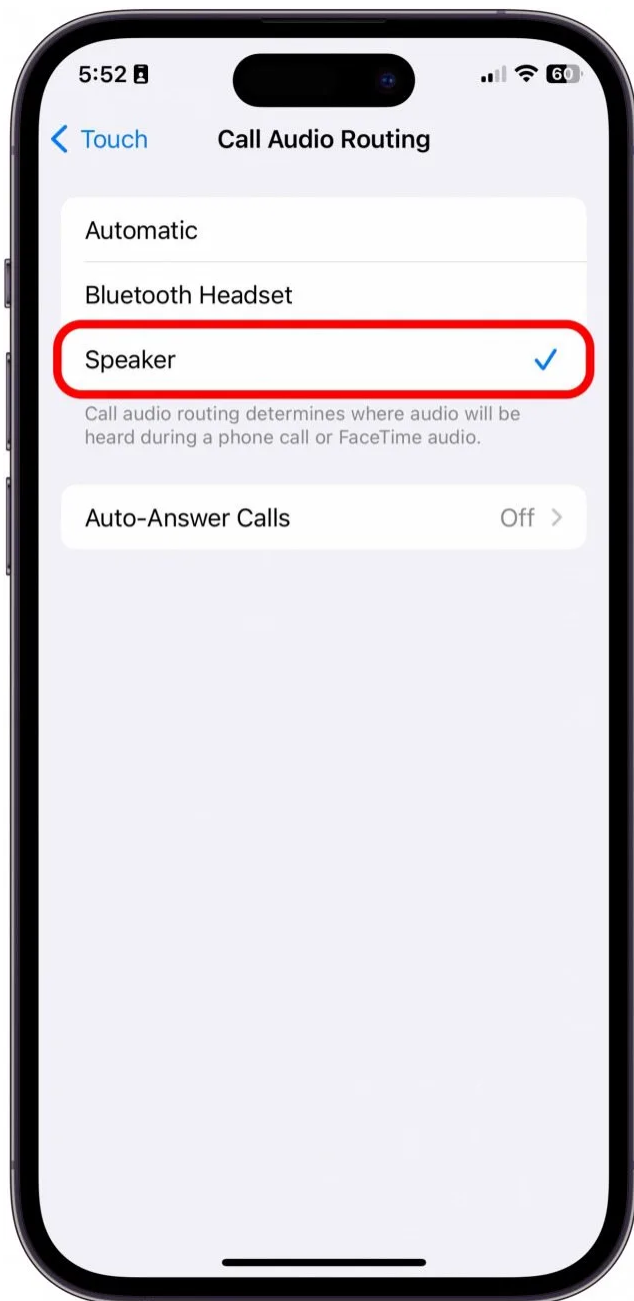 5:52
60
Touch
Call Audio Routing
Automatic
Bluetooth Headset
Speaker
Call audio routing determines where audio will be
heard during a phone call or FaceTime audio.
Auto-Answer Calls Off